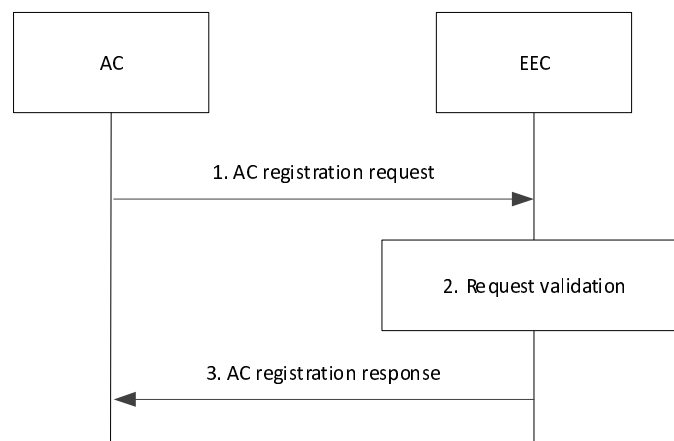 AC
EEC
1. AC registration request
2. Request validation
3. AC registration response